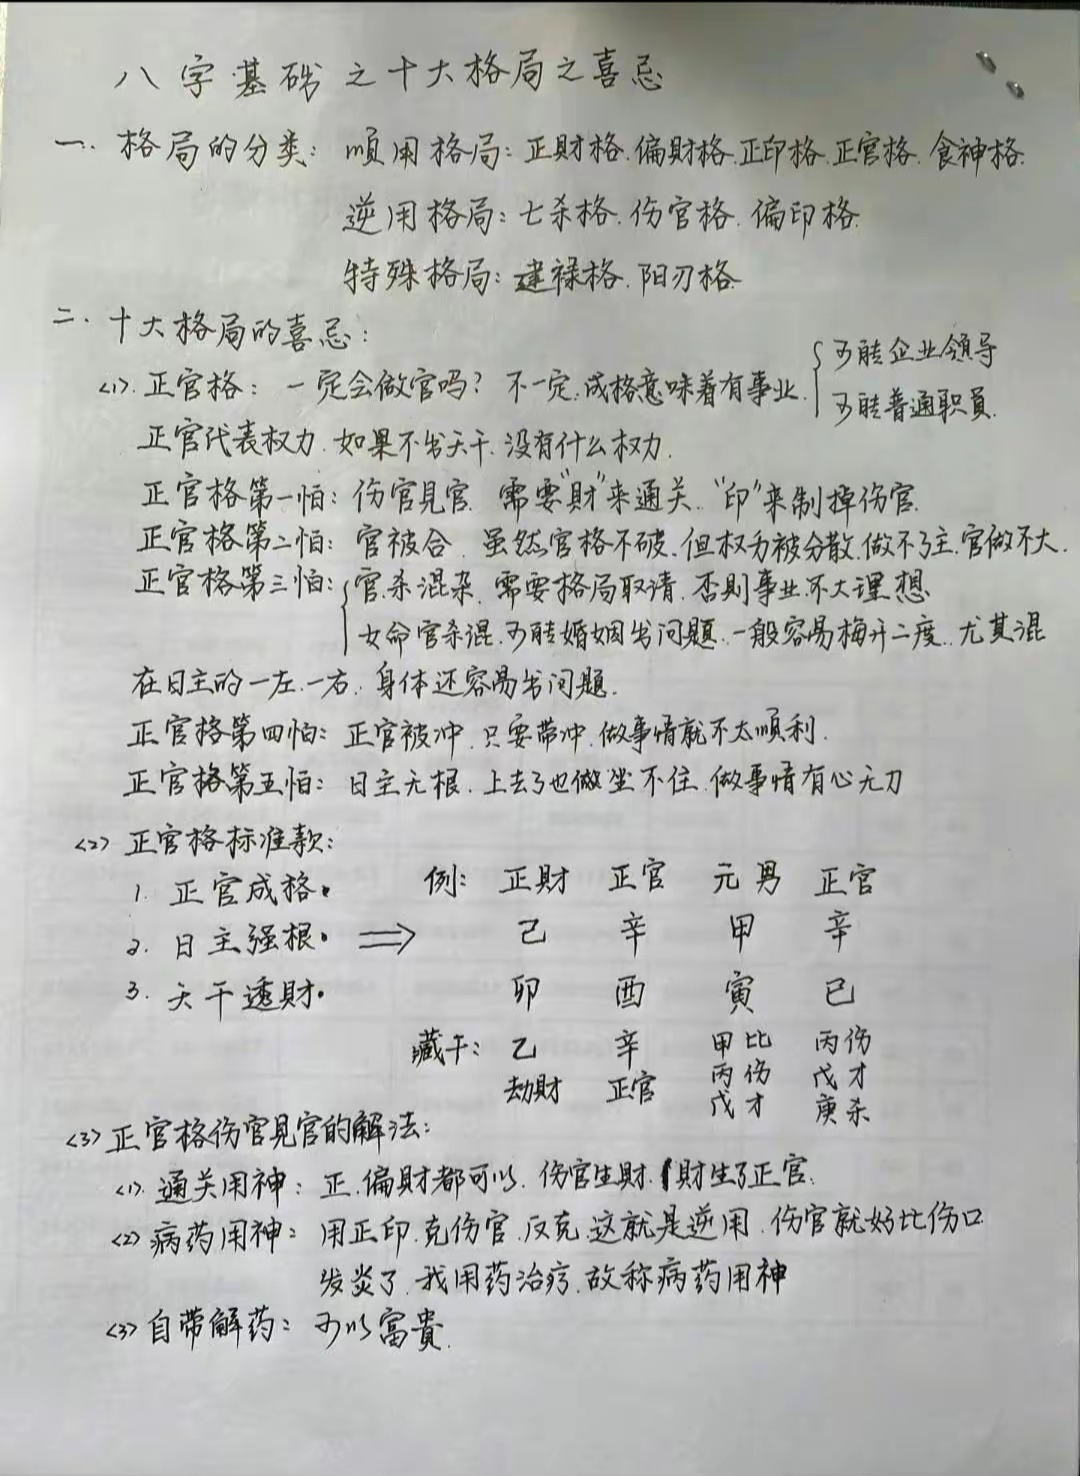 八字基础之十大格局之喜忌
一. 格局的分类: 順用格局: 正財格.偏財格.正印格.正官格.食神格.
逆用格局: 七杀格.伤官格.偏印格.
特殊格局: 建禄格.阳刃格.
二. 十大格局的喜忌:
<1>. 正官格: 一定会做官吗? 不一定.成格意味着有事业.
可能企业领导
可能普通职员.
正官代表权力.如果不出天干.没有什么权力.
正官格第一怕: 伤官见官.需要"財"来通关."印"来制掉伤官.
正官格第二怕: 官被合.虽然官格不破.但权力被分散.做不了主.官做不大.
正官格第三怕: 官杀混杂.需要格局取清.否则事业不大理想
女命官杀混.可能婚姻出问题.一般容易梅开二度.尤其混
在日主的一左.一右.身体还容易出问题.
正官格第四怕: 正官被冲.只要带冲.做事情就不太順利.
正官格第五怕: 日主无根.上去了也做坐不住.做事情有心无力
<2> 正官格标准款:
1. 正官成格.
2. 日主强根. ⇒
3. 天干透財.
例: 正財 正官 元男 正官
己 辛 甲 辛
卯 酉 寅 巳
藏干: 乙 辛 甲比 丙伤
劫財 正官 丙伤 戊才
戊才 庚杀
<3> 正官格伤官见官的解法:
<1>. 通关用神: 正.偏財都可以.伤官生財.財生了正官.
<2> 病药用神: 用正印.克伤官.反克.这就是逆用.伤官就好比伤口
发炎了.我用药治疗.故称病药用神
<3> 自带解药: 可以富貴.